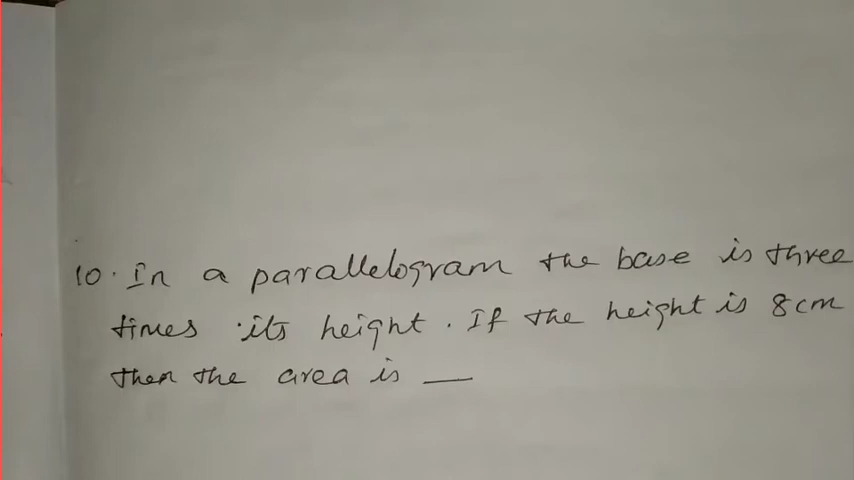 10. In a parallelogram the base is three
times its height. If the height is 8cm
then the area is __